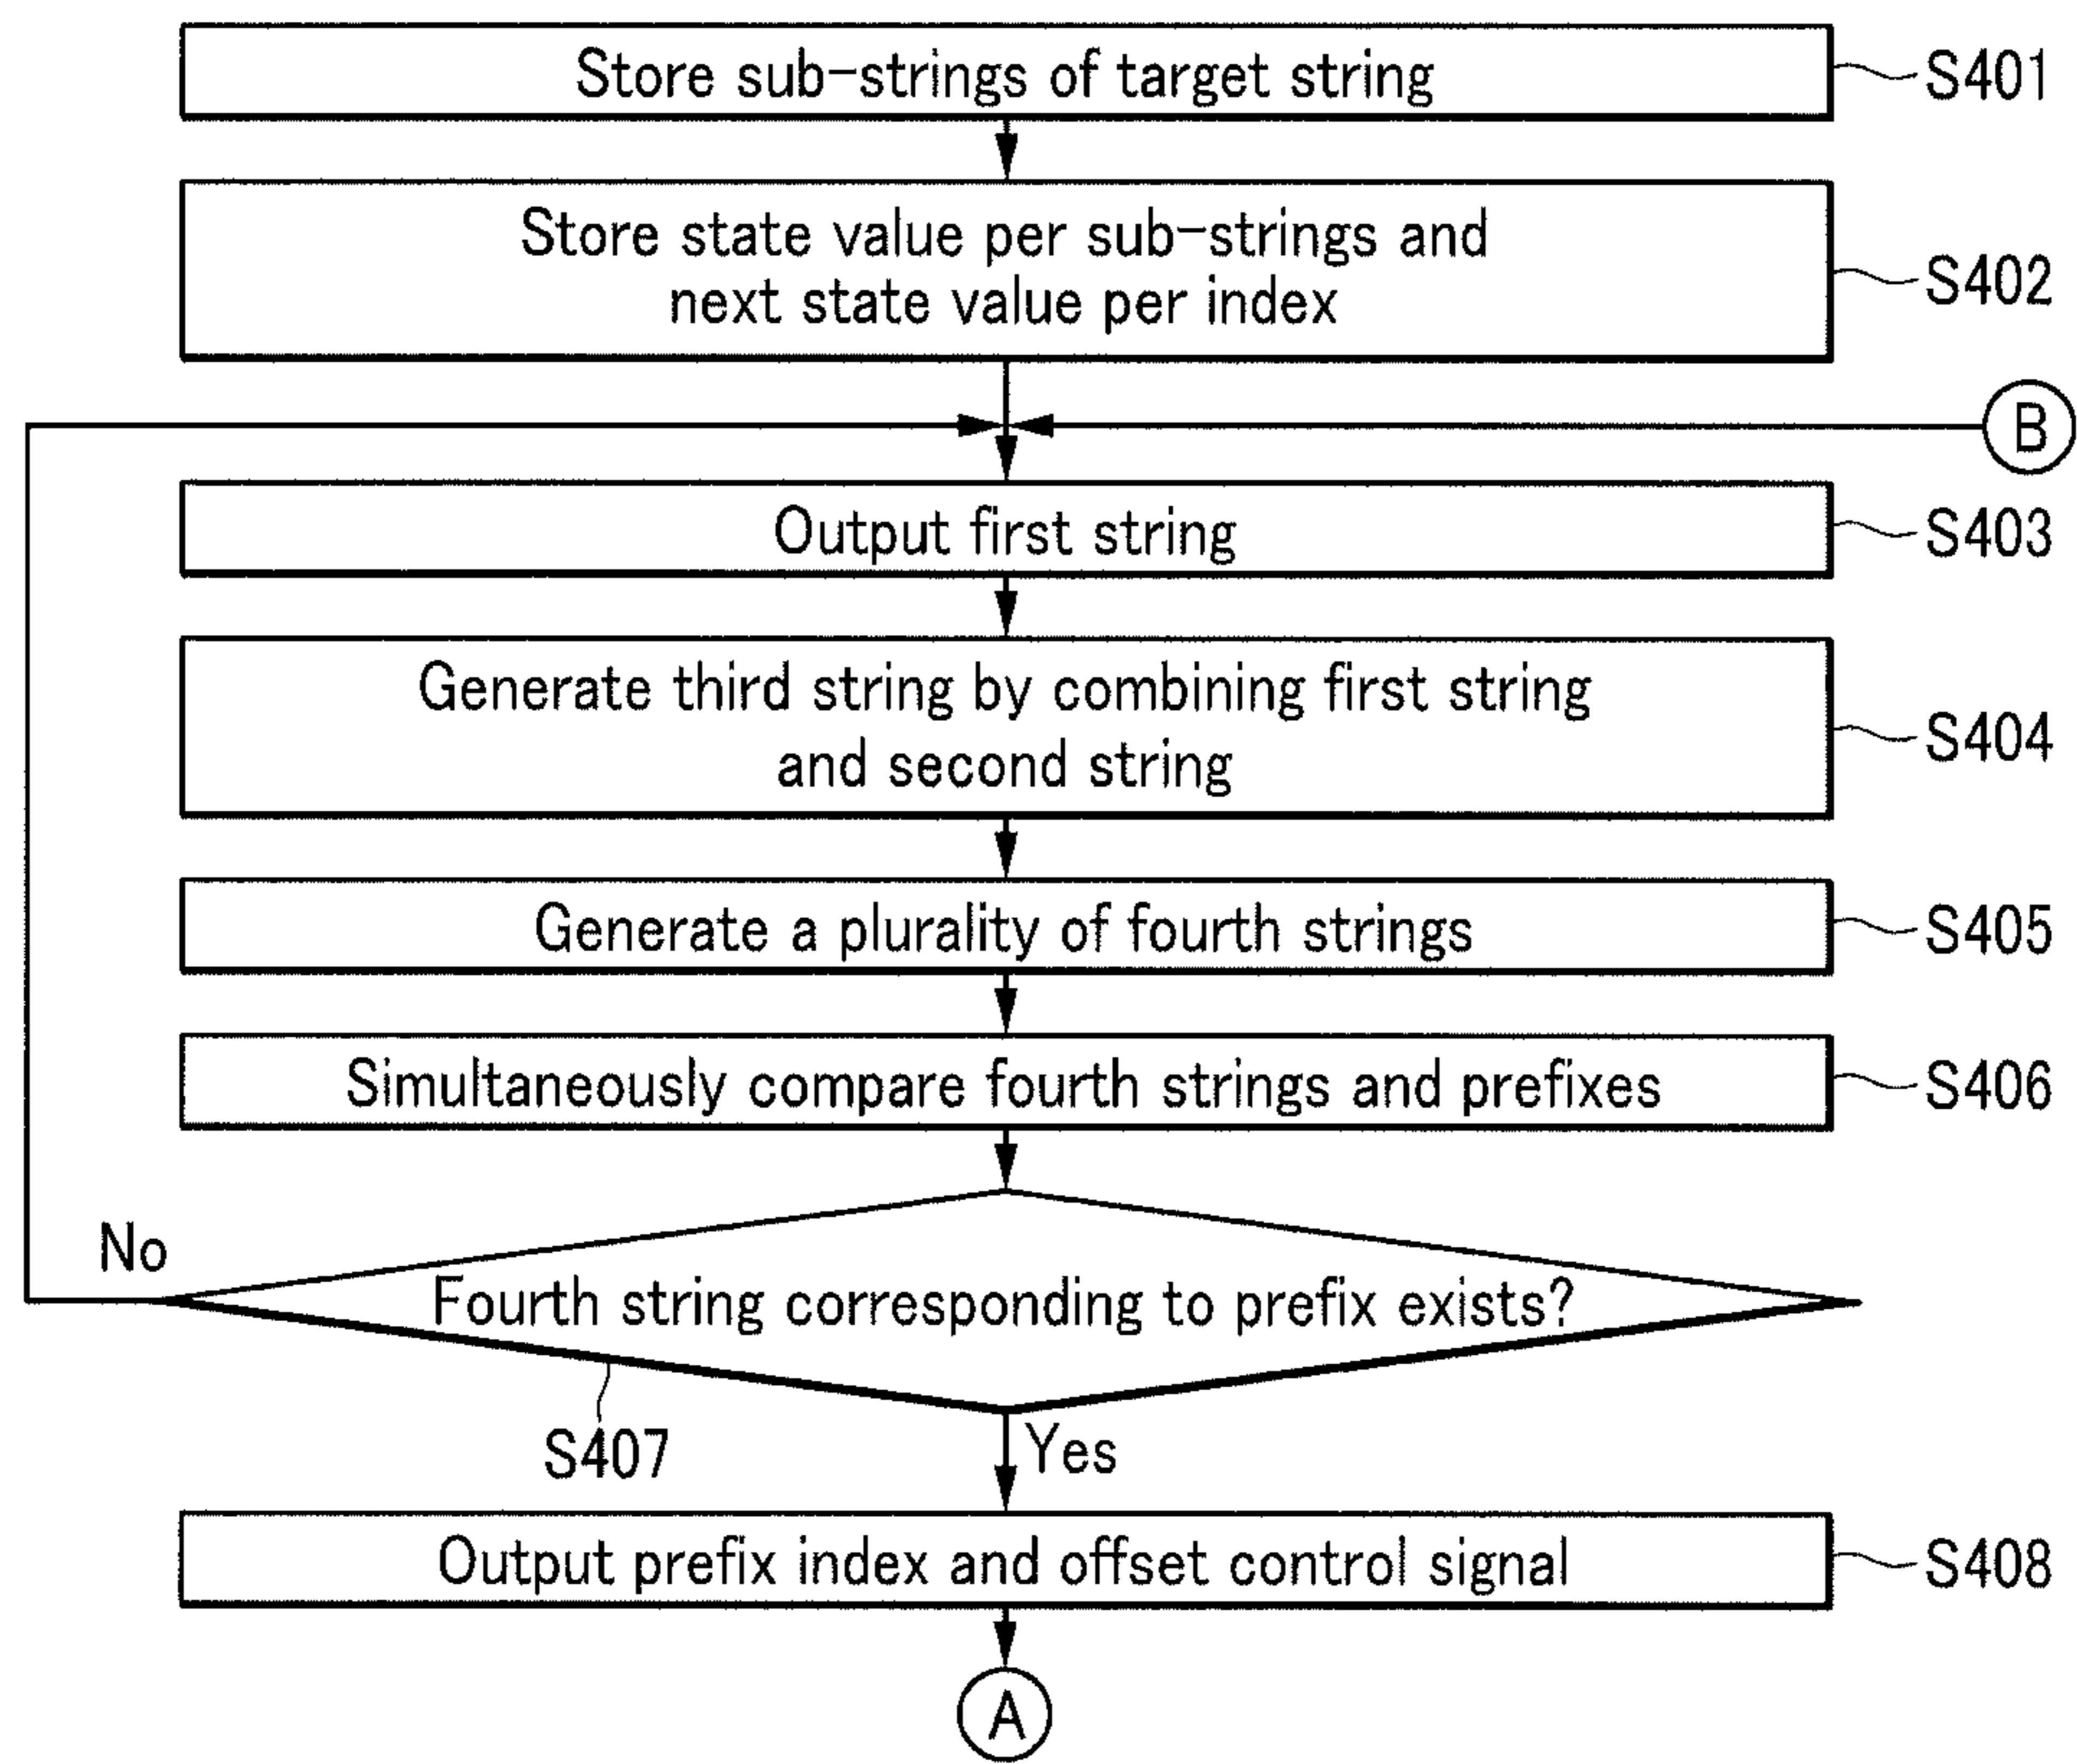 Store sub-strings of target string
S401
Store state value per sub-strings and
next state value per index
S402
B
Output first string
S403
Generate third string by combining first string
and second string
S404
Generate a plurality of fourth strings
S405
Simultaneously compare fourth strings and prefixes
S406
No
Fourth string corresponding to prefix exists?
S407
Yes
Output prefix index and offset control signal
S408
A